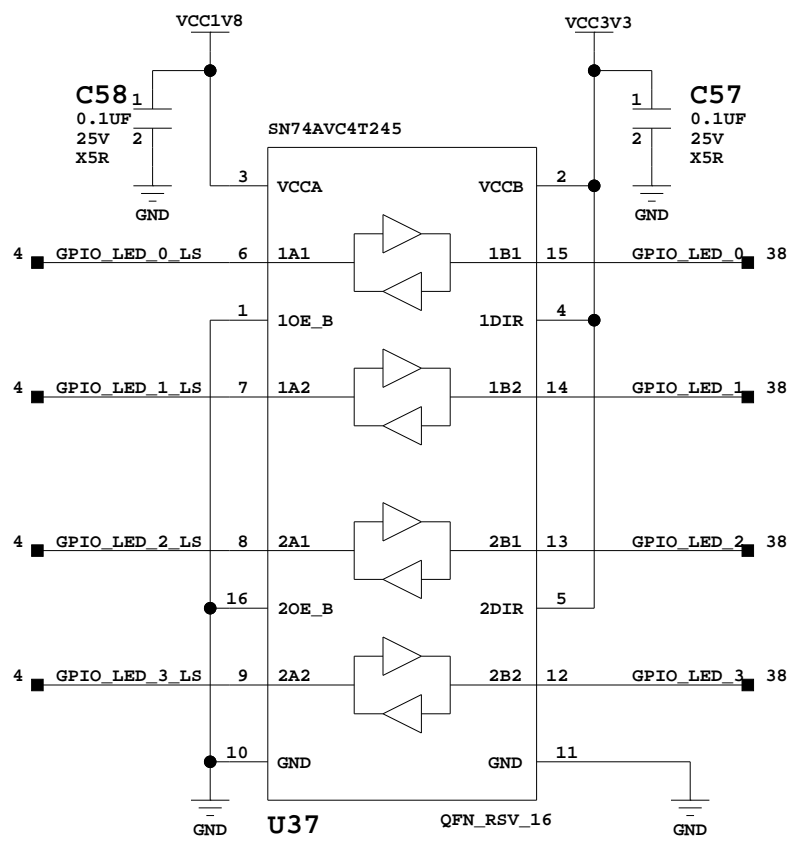 VCC1V8 VCC3V3
C58 1 1 C57
0.1UF 0.1UF
25V 2 2 25V
X5R X5R
SN74AVC4T245
3 VCCA VCCB 2
GND GND
4 GPIO_LED_0_LS 6 1A1 1B1 15 GPIO_LED_0 38
1 1OE_B 1DIR 4
4 GPIO_LED_1_LS 7 1A2 1B2 14 GPIO_LED_1 38
4 GPIO_LED_2_LS 8 2A1 2B1 13 GPIO_LED_2 38
16 2OE_B 2DIR 5
4 GPIO_LED_3_LS 9 2A2 2B2 12 GPIO_LED_3 38
10 GND GND 11
GND U37 QFN_RSV_16 GND